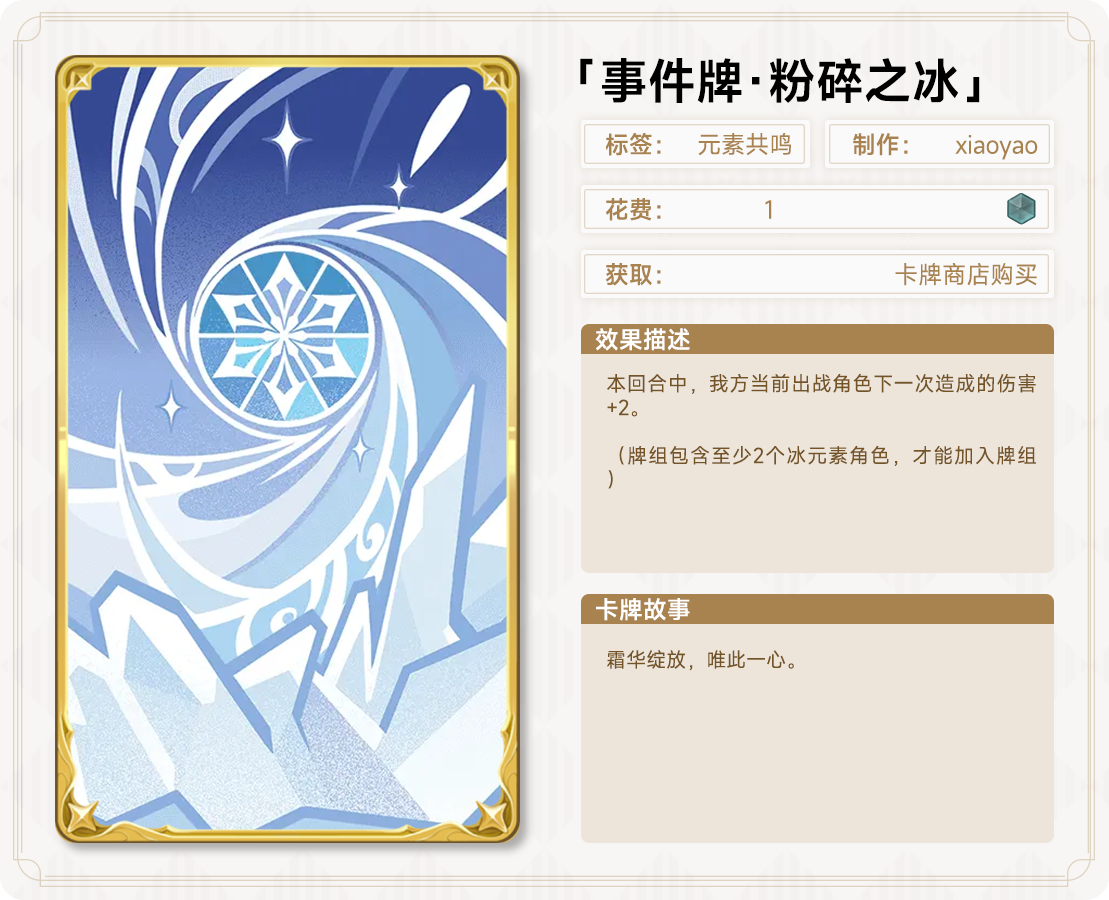 「事件牌·粉碎之冰」
标签： 元素共鸣 制作： xiaoyao
花费： 1
获取： 卡牌商店购买
效果描述
本回合中，我方当前出战角色下一次造成的伤害
+2。
（牌组包含至少2个冰元素角色，才能加入牌组
）
卡牌故事
霜华绽放，唯此一心。